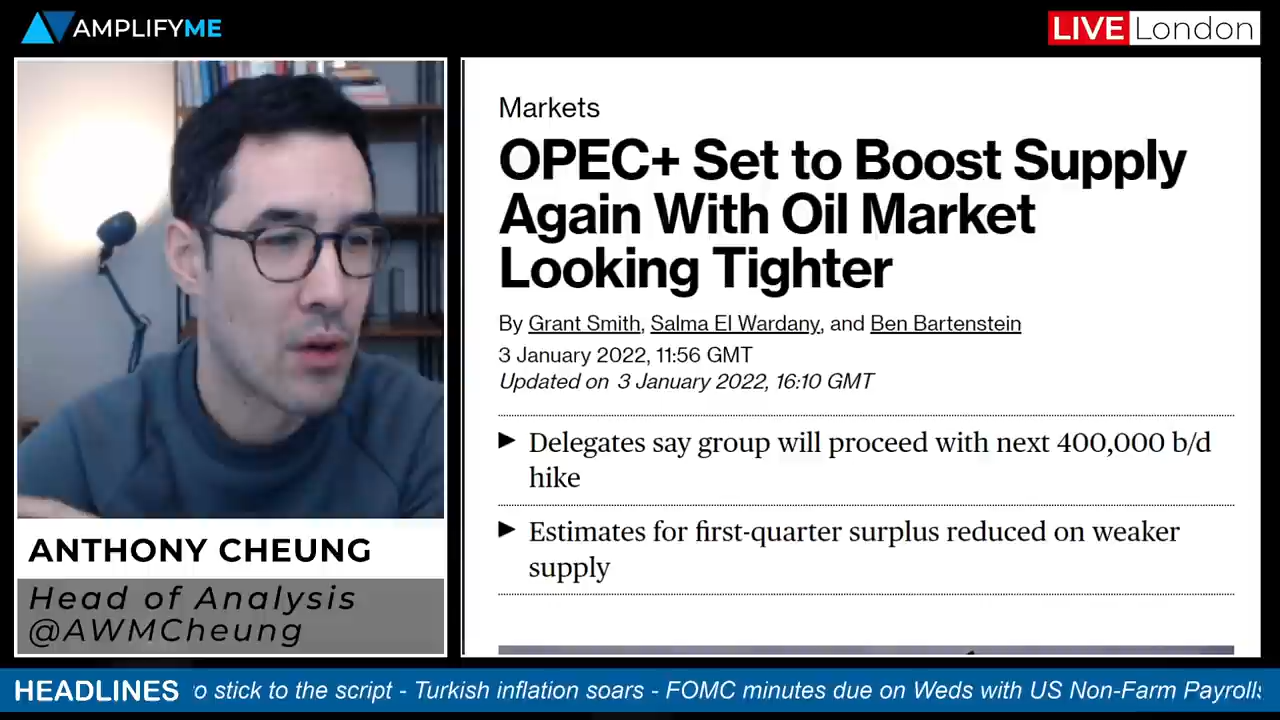 AMPLIFYME
LIVE London
Markets
OPEC+ Set to Boost Supply
Again With Oil Market
Looking Tighter
By Grant Smith, Salma El Wardany, and Ben Bartenstein
3 January 2022, 11:56 GMT
Updated on 3 January 2022, 16:10 GMT
Delegates say group will proceed with next 400,000 b/d
hike
Estimates for first-quarter surplus reduced on weaker
supply
ANTHONY CHEUNG
Head of Analysis
@AWMCheung
HEADLINES to stick to the script - Turkish inflation soars - FOMC minutes due on Weds with US Non-Farm Payrolls